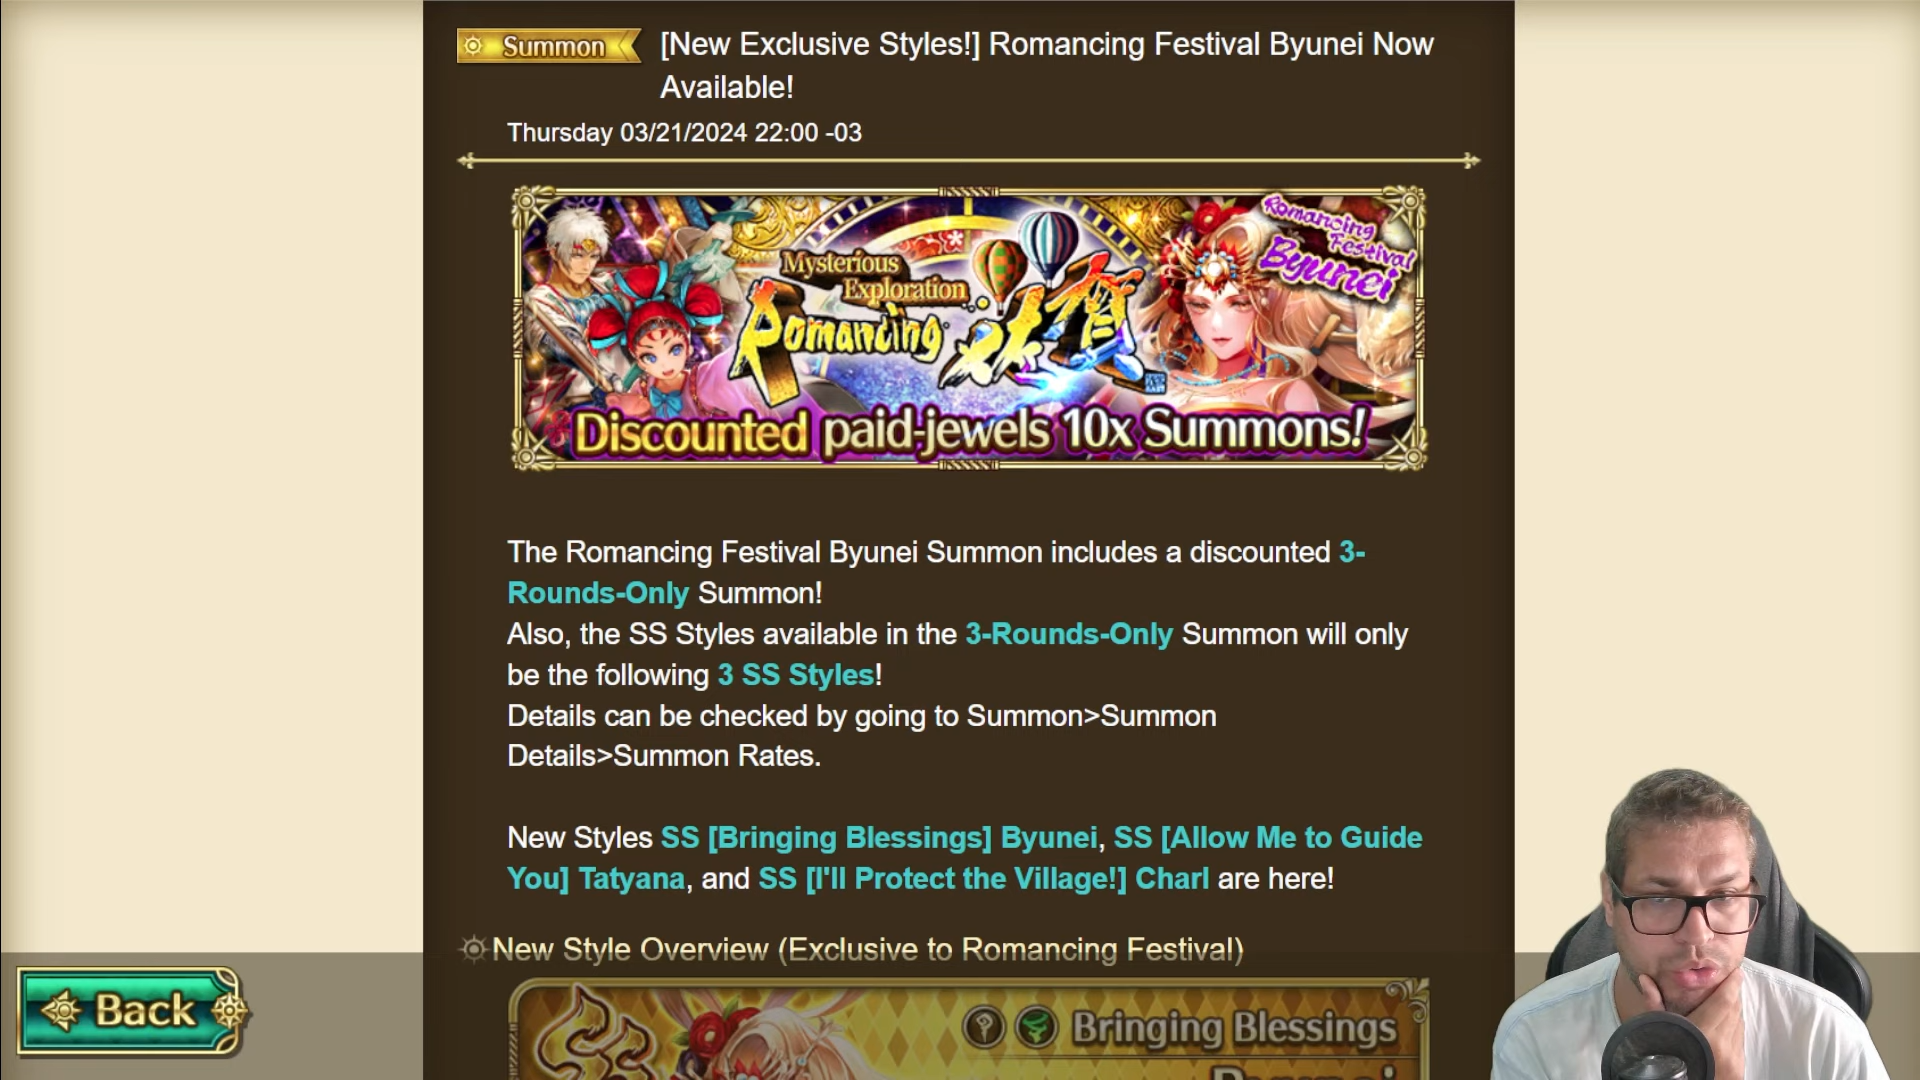 Summon
[New Exclusive Styles!] Romancing Festival Byunei Now
Available!
Thursday 03/21/2024 22:00 -03
Romancing
Festival
Byunei
Mysterious
Exploration
Romancing 佐賀
Discounted paid-jewels 10x Summons!
The Romancing Festival Byunei Summon includes a discounted 3-
Rounds-Only Summon!
Also, the SS Styles available in the 3-Rounds-Only Summon will only
be the following 3 SS Styles!
Details can be checked by going to Summon>Summon
Details>Summon Rates.
New Styles SS [Bringing Blessings] Byunei, SS [Allow Me to Guide
You] Tatyana, and SS [I'll Protect the Village!] Charl are here!
New Style Overview (Exclusive to Romancing Festival)
SS
Bringing Blessings
Byunei
Back